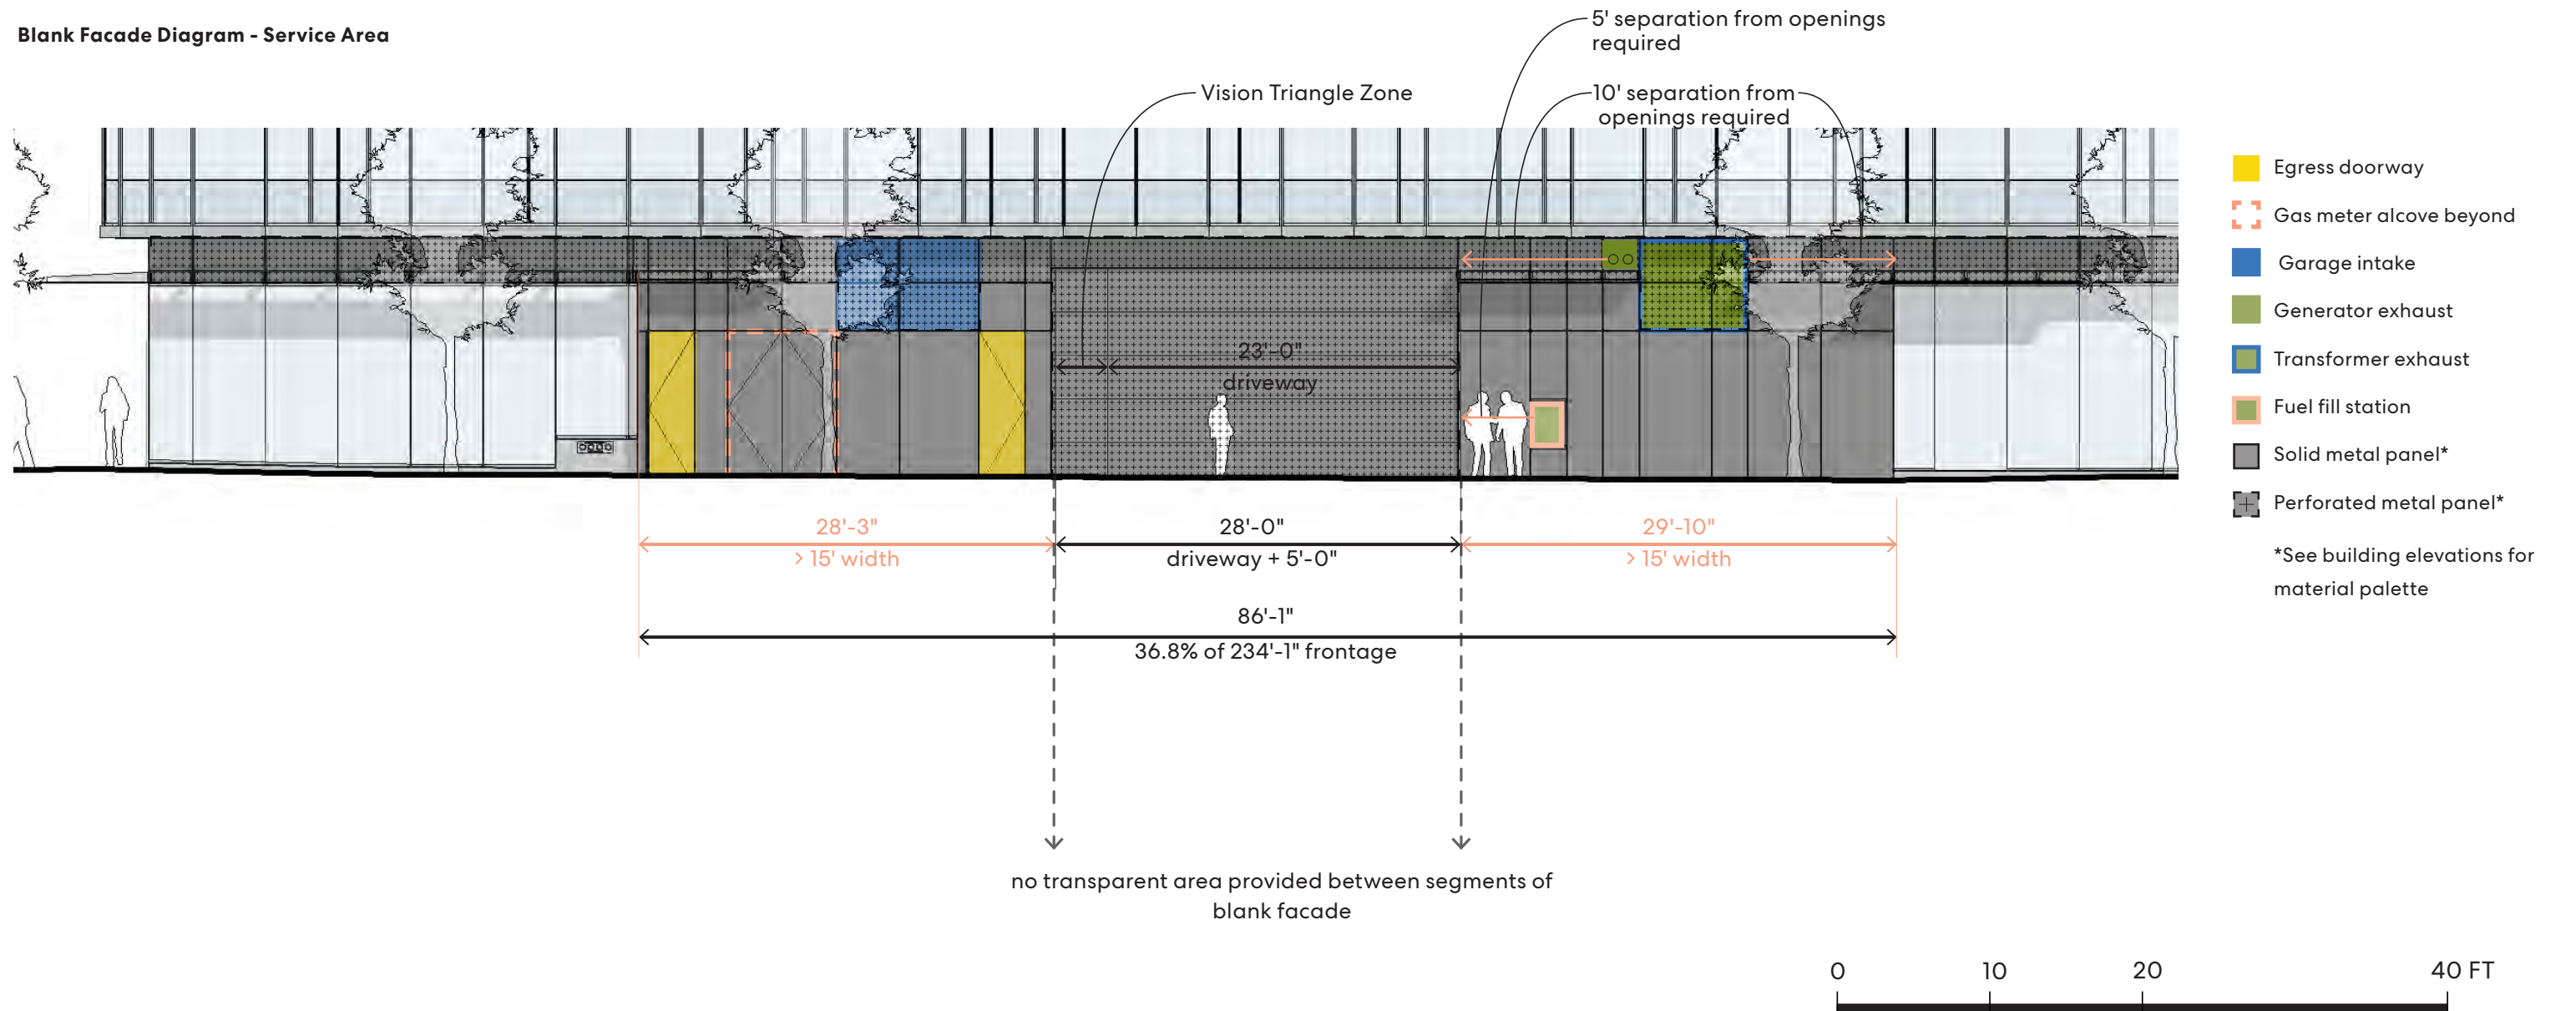 Blank Facade Diagram - Service Area
5' separation from openings
required
Vision Triangle Zone
10' separation from
openings required
Egress doorway
Gas meter alcove beyond
Garage intake
Generator exhaust
Transformer exhaust
Fuel fill station
Solid metal panel*
Perforated metal panel*
*See building elevations for
material palette
23'-0"
driveway
28'-3"
> 15' width
28'-0"
driveway + 5'-0"
29'-10"
> 15' width
86'-1"
36.8% of 234'-1" frontage
no transparent area provided between segments of
blank facade
0 10 20 40 FT